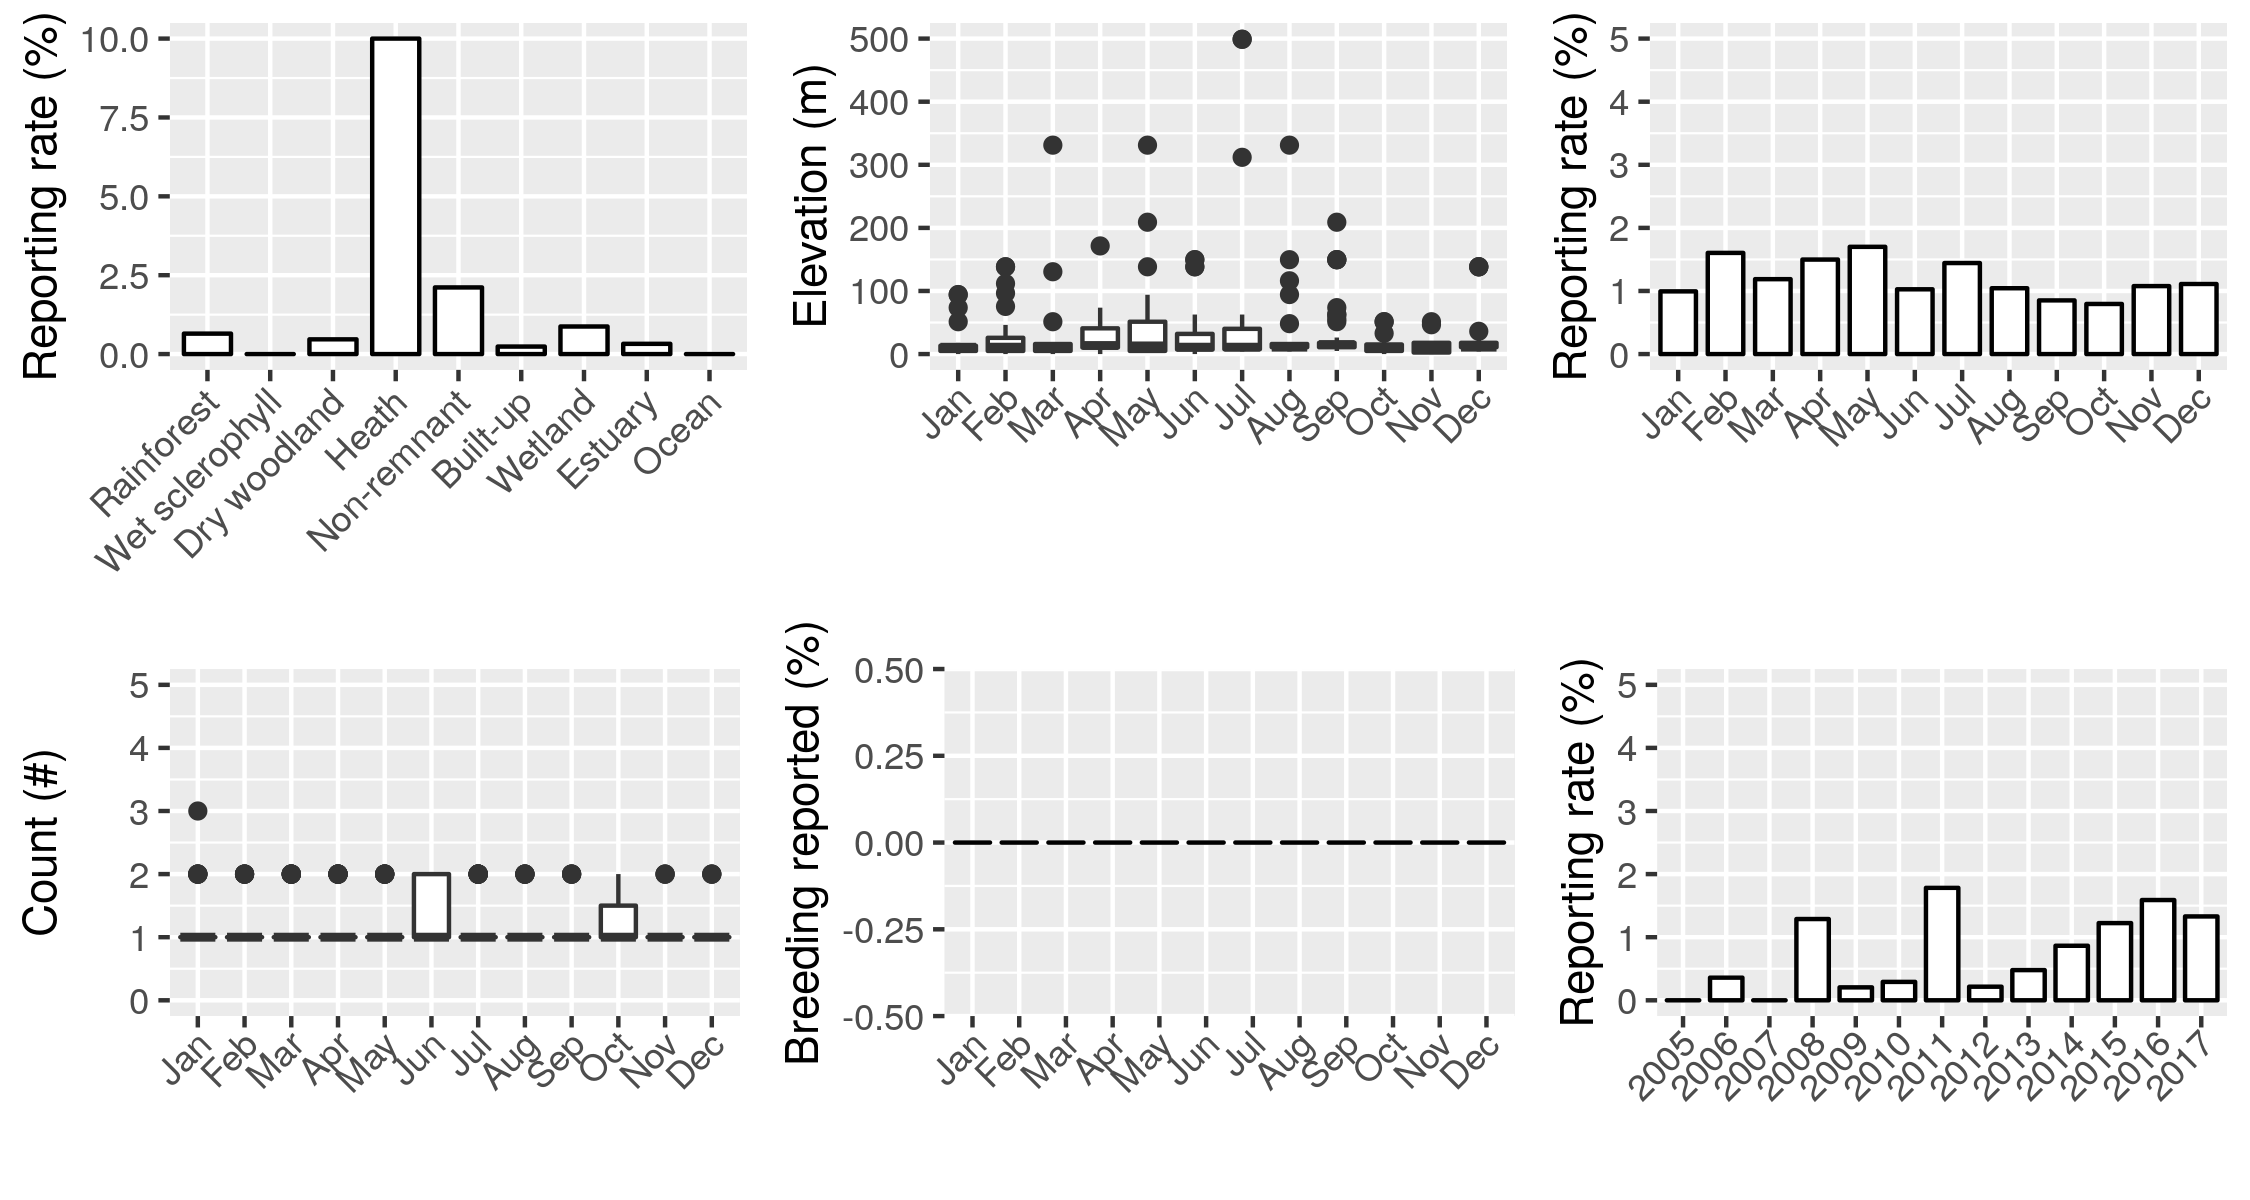 Reporting rate (%)
10.0
7.5
5.0
2.5
0.0
Rainforest
Wet sclerophyll
Dry woodland
Heath
Non-remnant
Built-up
Wetland
Estuary
Ocean
Elevation (m)
500
400
300
200
100
0
Jan
Feb
Mar
Apr
May
Jun
Jul
Aug
Sep
Oct
Nov
Dec
Reporting rate (%)
5
4
3
2
1
0
Jan
Feb
Mar
Apr
May
Jun
Jul
Aug
Sep
Oct
Nov
Dec
Count (#)
5
4
3
2
1
0
Jan
Feb
Mar
Apr
May
Jun
Jul
Aug
Sep
Oct
Nov
Dec
Breeding reported (%)
0.50
0.25
0.00
-0.25
-0.50
Jan
Feb
Mar
Apr
May
Jun
Jul
Aug
Sep
Oct
Nov
Dec
Reporting rate (%)
5
4
3
2
1
0
2005
2006
2007
2008
2009
2010
2011
2012
2013
2014
2015
2016
2017